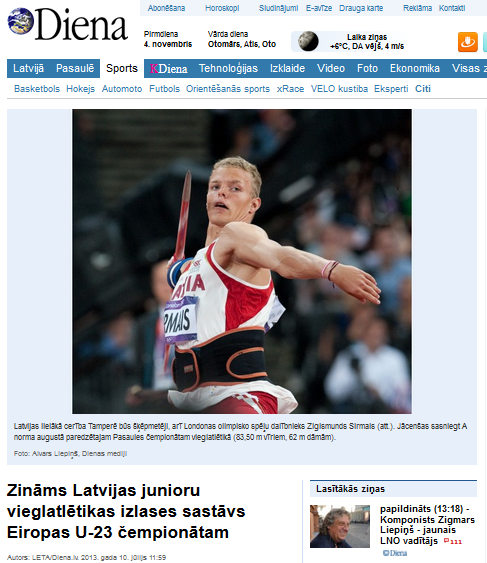 Diena
Abonēšana Horoskopi Sludinājumi E-avīze Drauga karte Reklāma Kontakti
Pirmdiena
4. novembris
Vārda diena
Otomārs, Atis, Oto
Laika ziņas
+6°C, DA vējš, 4 m/s
Latvijā Pasaulē Sports KDiena Tehnoloģijas Izklaide Video Foto Ekonomika Visas z
Basketbols Hokejs Automoto Futbols Orientēšanās sports xRace VELO kustība Eksperti Citi
RMAIS
Latvijas lielākā cerība Tamperē būs šķēpmetēji, arī Londonas olimpisko spēļu dalībnieks Zigismunds Sirmais (att.). Jācenšas sasniegt A
norma augustā paredzētajam Pasaules čempionātam vieglatlētikā (83,50 m vīriem, 62 m dāmām).
Foto: Aivars Liepiņš, Dienas mediji
Zināms Latvijas junioru
vieglatlētikas izlases sastāvs
Eiropas U-23 čempionātam
Autors: LETA/Diena.lv. 2013. gada 10. jūlijs 11:59
Lasītākās ziņas
papildināts (13:18) -
Komponists Zigmars
Liepiņš - jaunais
LNO vadītājs 111
Diena